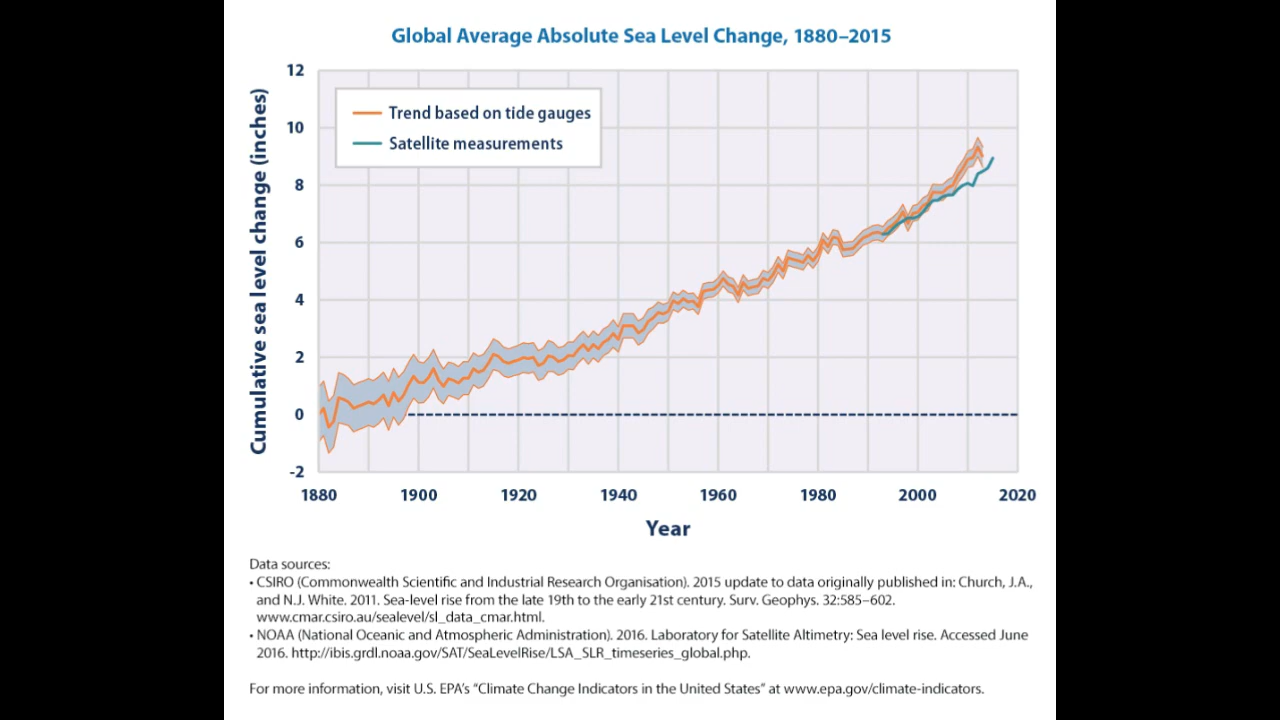 Global Average Absolute Sea Level Change, 1880–2015
Cumulative sea level change (inches)
12
10
8
6
4
2
0
-2
Trend based on tide gauges
Satellite measurements
1880 1900 1920 1940 1960 1980 2000 2020
Year
Data sources:
• CSIRO (Commonwealth Scientific and Industrial Research Organisation). 2015 update to data originally published in: Church, J.A.,
and N.J. White. 2011. Sea-level rise from the late 19th to the early 21st century. Surv. Geophys. 32:585–602.
www.cmar.csiro.au/sealevel/sl_data_cmar.html.
• NOAA (National Oceanic and Atmospheric Administration). 2016. Laboratory for Satellite Altimetry: Sea level rise. Accessed June
2016. http://ibis.grdl.noaa.gov/SAT/SeaLevelRise/LSA_SLR_timeseries_global.php.
For more information, visit U.S. EPA’s “Climate Change Indicators in the United States” at www.epa.gov/climate-indicators.